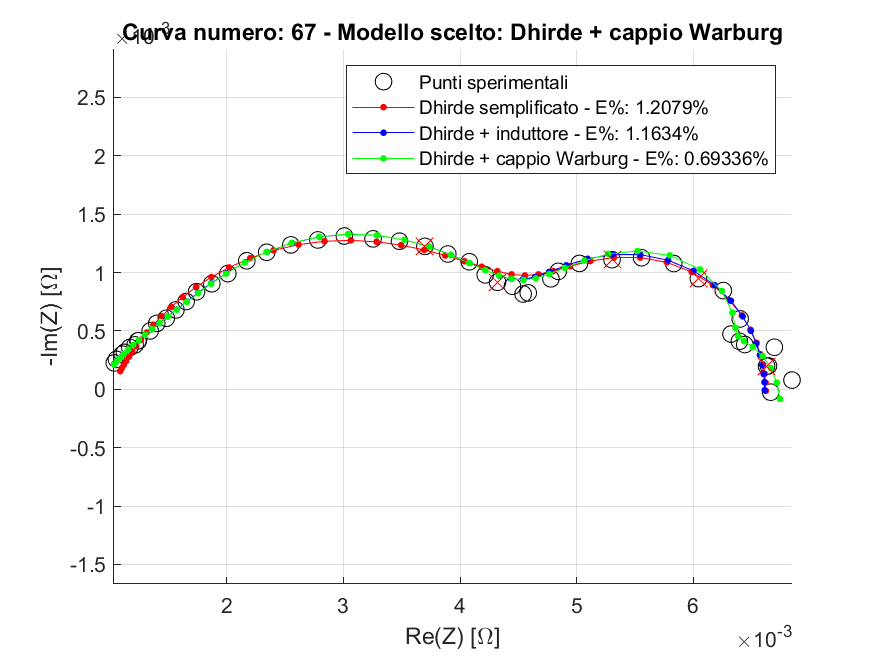 Curva numero: 67 - Modello scelto: Dhirde + cappio Warburg
×10⁻³
Punti sperimentali
Dhirde semplificato - E%: 1.2079%
Dhirde + induttore - E%: 1.1634%
Dhirde + cappio Warburg - E%: 0.69336%
2.5
2
1.5
1
0.5
0
-0.5
-1
-1.5
-Im(Z) [Ω]
2 3 4 5 6
Re(Z) [Ω]
×10⁻³